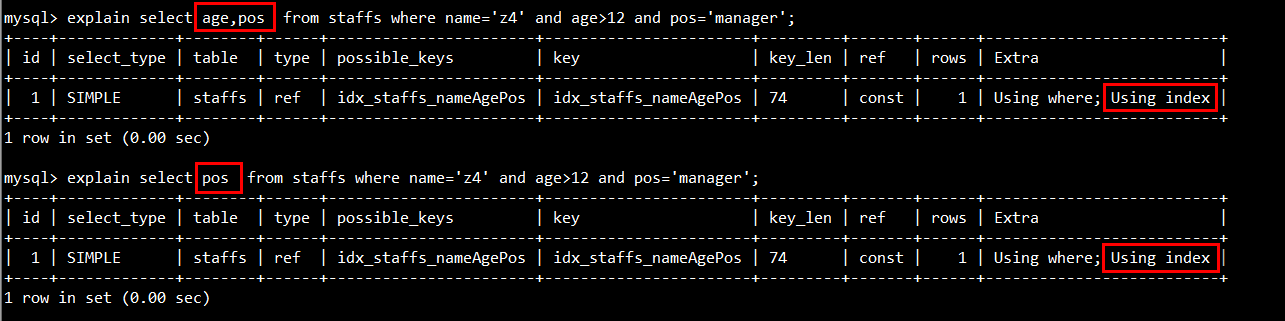 mysql> explain select age,pos from staffs where name='z4' and age>12 and pos='manager';
+----+-------------+--------+------+-----------------------+-----------------------+---------+-------+------+--------------------------+
| id | select_type | table  | type | possible_keys         | key                   | key_len | ref   | rows | Extra                    |
+----+-------------+--------+------+-----------------------+-----------------------+---------+-------+------+--------------------------+
| 1 | SIMPLE      | staffs | ref  | idx_staffs_nameAgePos | idx_staffs_nameAgePos | 74      | const | 1 | Using where; Using index |
+----+-------------+--------+------+-----------------------+-----------------------+---------+-------+------+--------------------------+
1 row in set (0.00 sec)
mysql> explain select pos from staffs where name='z4' and age>12 and pos='manager';
+----+-------------+--------+------+-----------------------+-----------------------+---------+-------+------+--------------------------+
| id | select_type | table  | type | possible_keys         | key                   | key_len | ref   | rows | Extra                    |
+----+-------------+--------+------+-----------------------+-----------------------+---------+-------+------+--------------------------+
| 1 | SIMPLE      | staffs | ref  | idx_staffs_nameAgePos | idx_staffs_nameAgePos | 74      | const | 1 | Using where; Using index |
+----+-------------+--------+------+-----------------------+-----------------------+---------+-------+------+--------------------------+
1 row in set (0.00 sec)